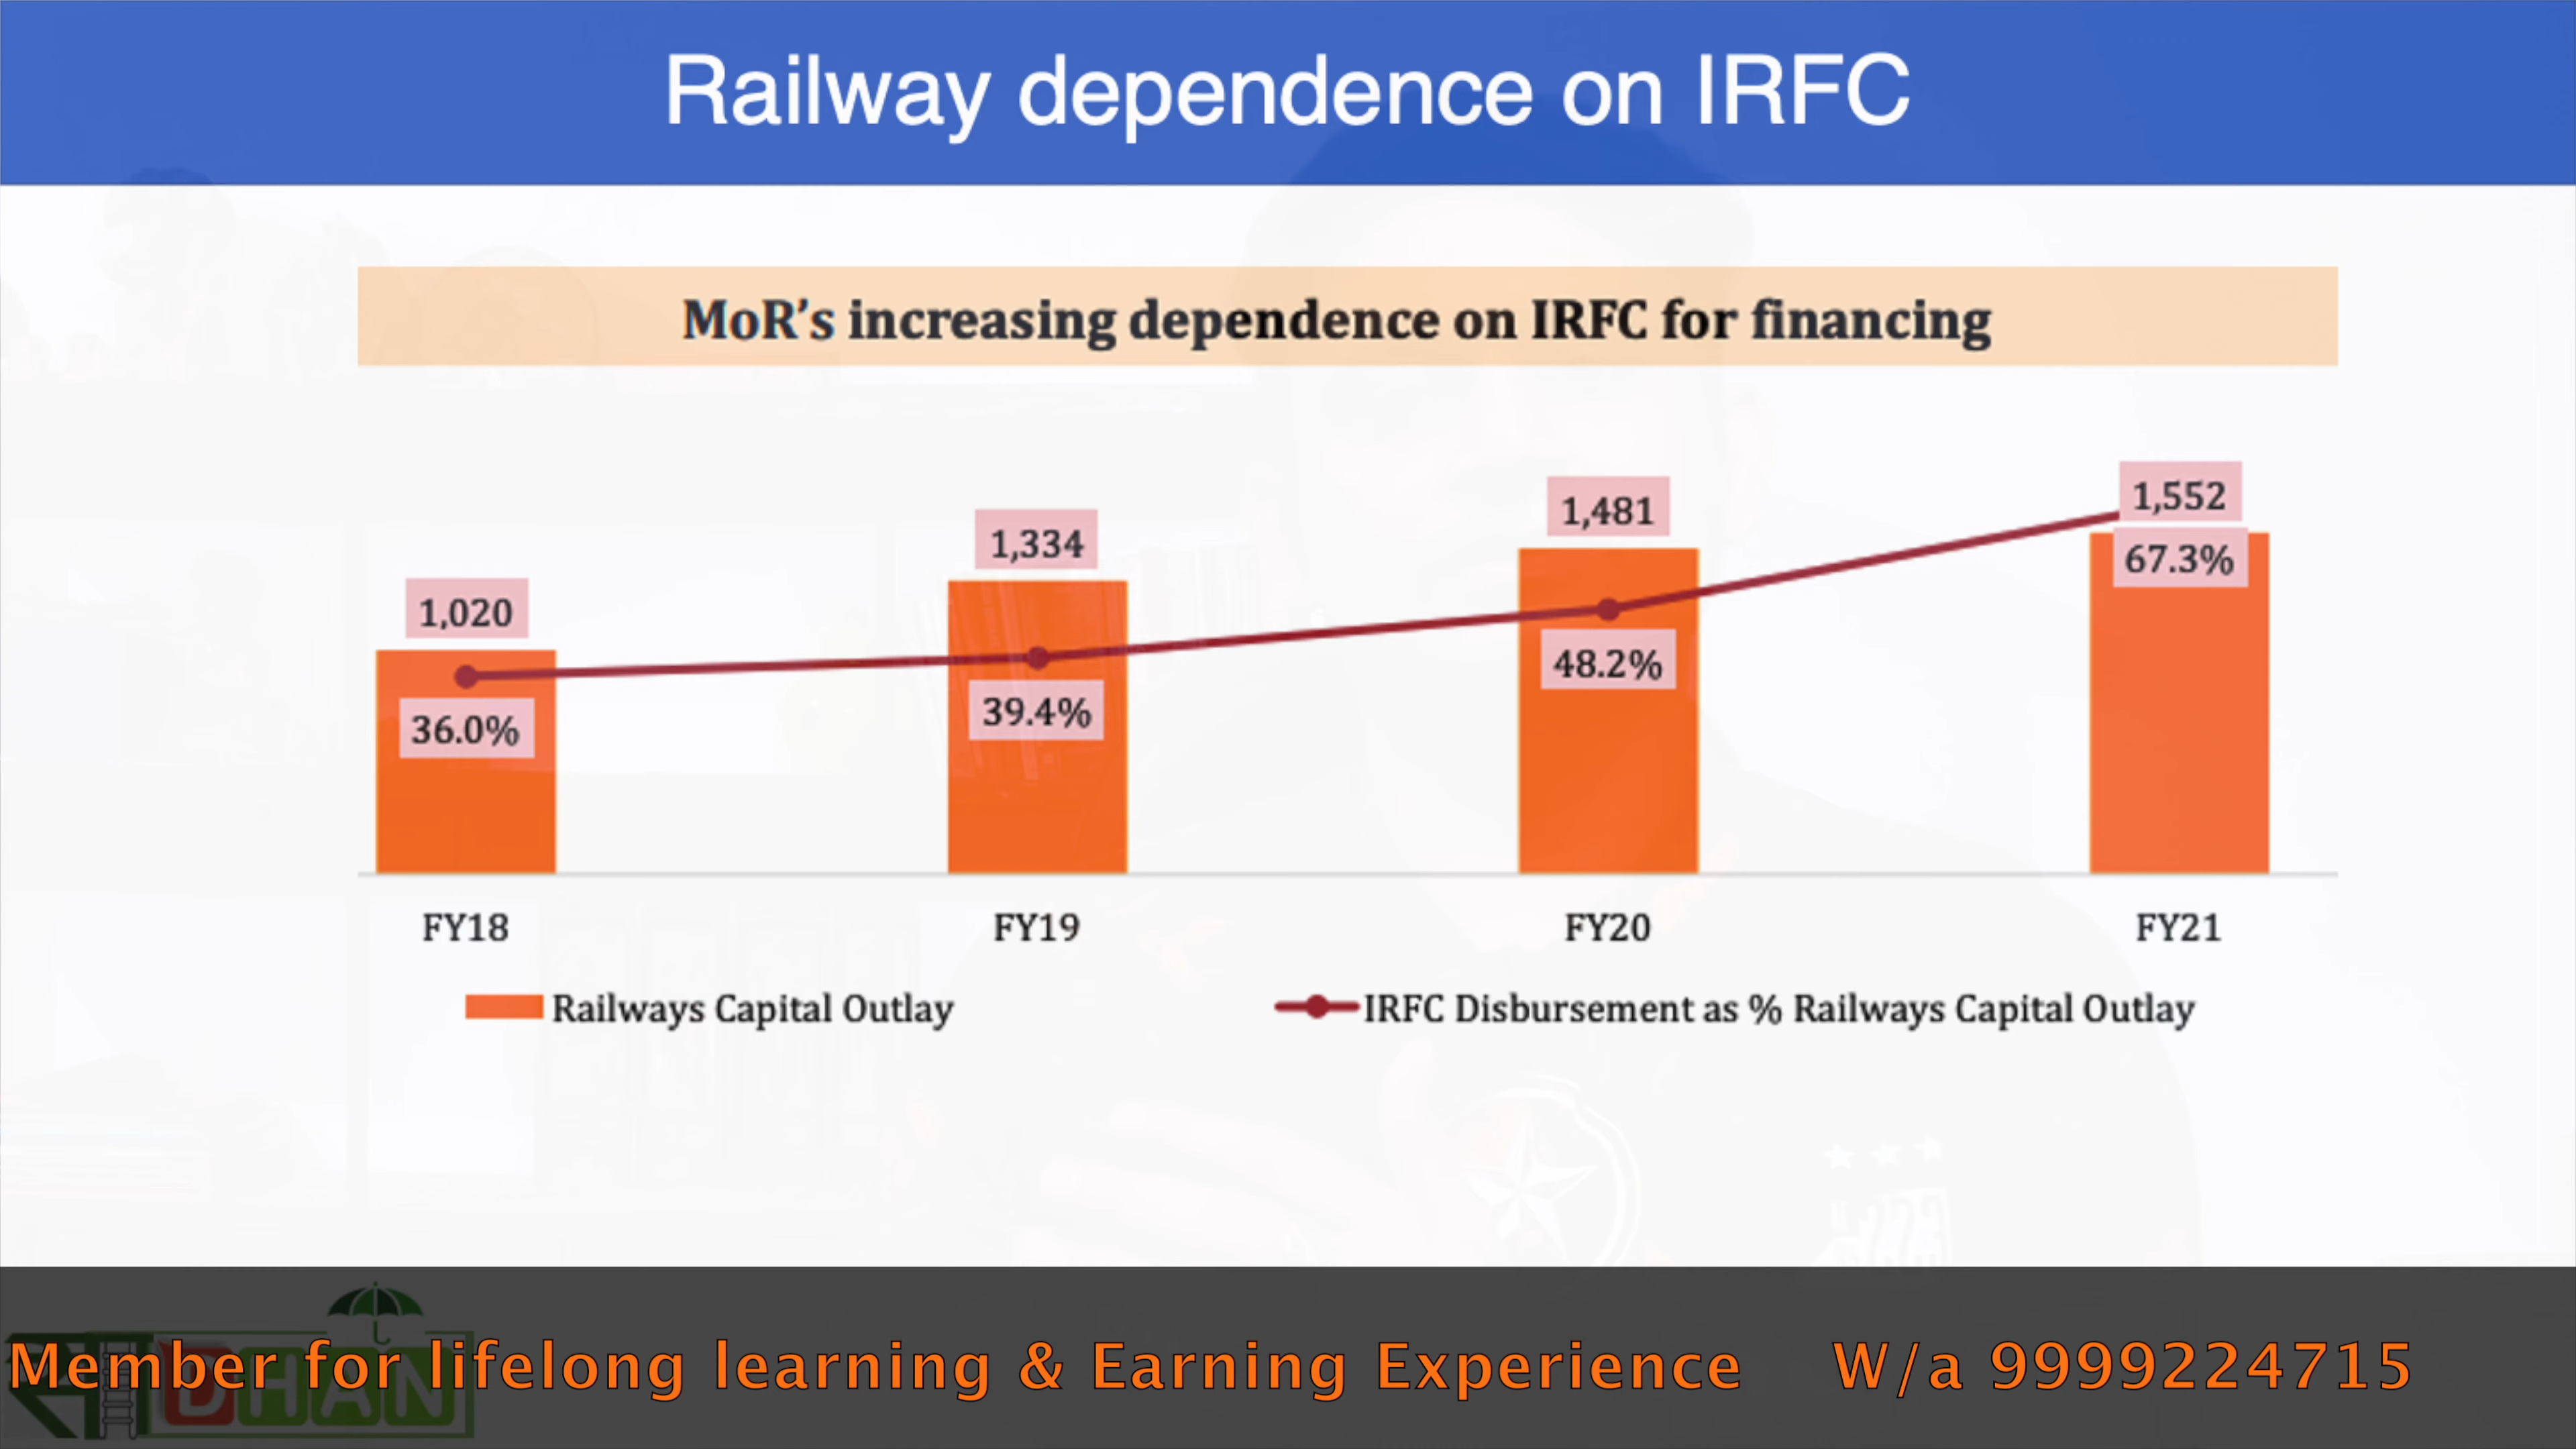 Railway dependence on IRFC
MoR's increasing dependence on IRFC for financing
1,020
1,334
1,481
1,552
36.0%
39.4%
48.2%
67.3%
FY18
FY19
FY20
FY21
Railways Capital Outlay
IRFC Disbursement as % Railways Capital Outlay
Member for lifelong learning & Earning Experience W/a 9999224715
DHAN